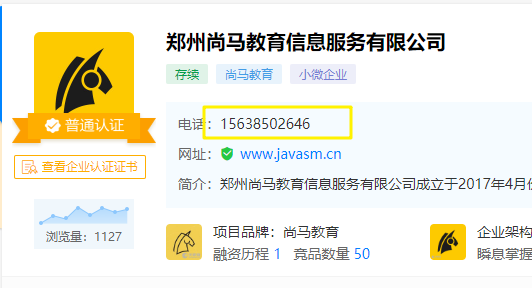 郑州尚马教育信息服务有限公司
存续 尚马教育 小微企业
普通认证
电话：15638502646
查看企业认证证书
网址： www.javasm.cn
简介：郑州尚马教育信息服务有限公司成立于2017年4月份
浏览量：1127
项目品牌：尚马教育
融资历程 1 竞品数量 50
企业架构
瞬息掌握